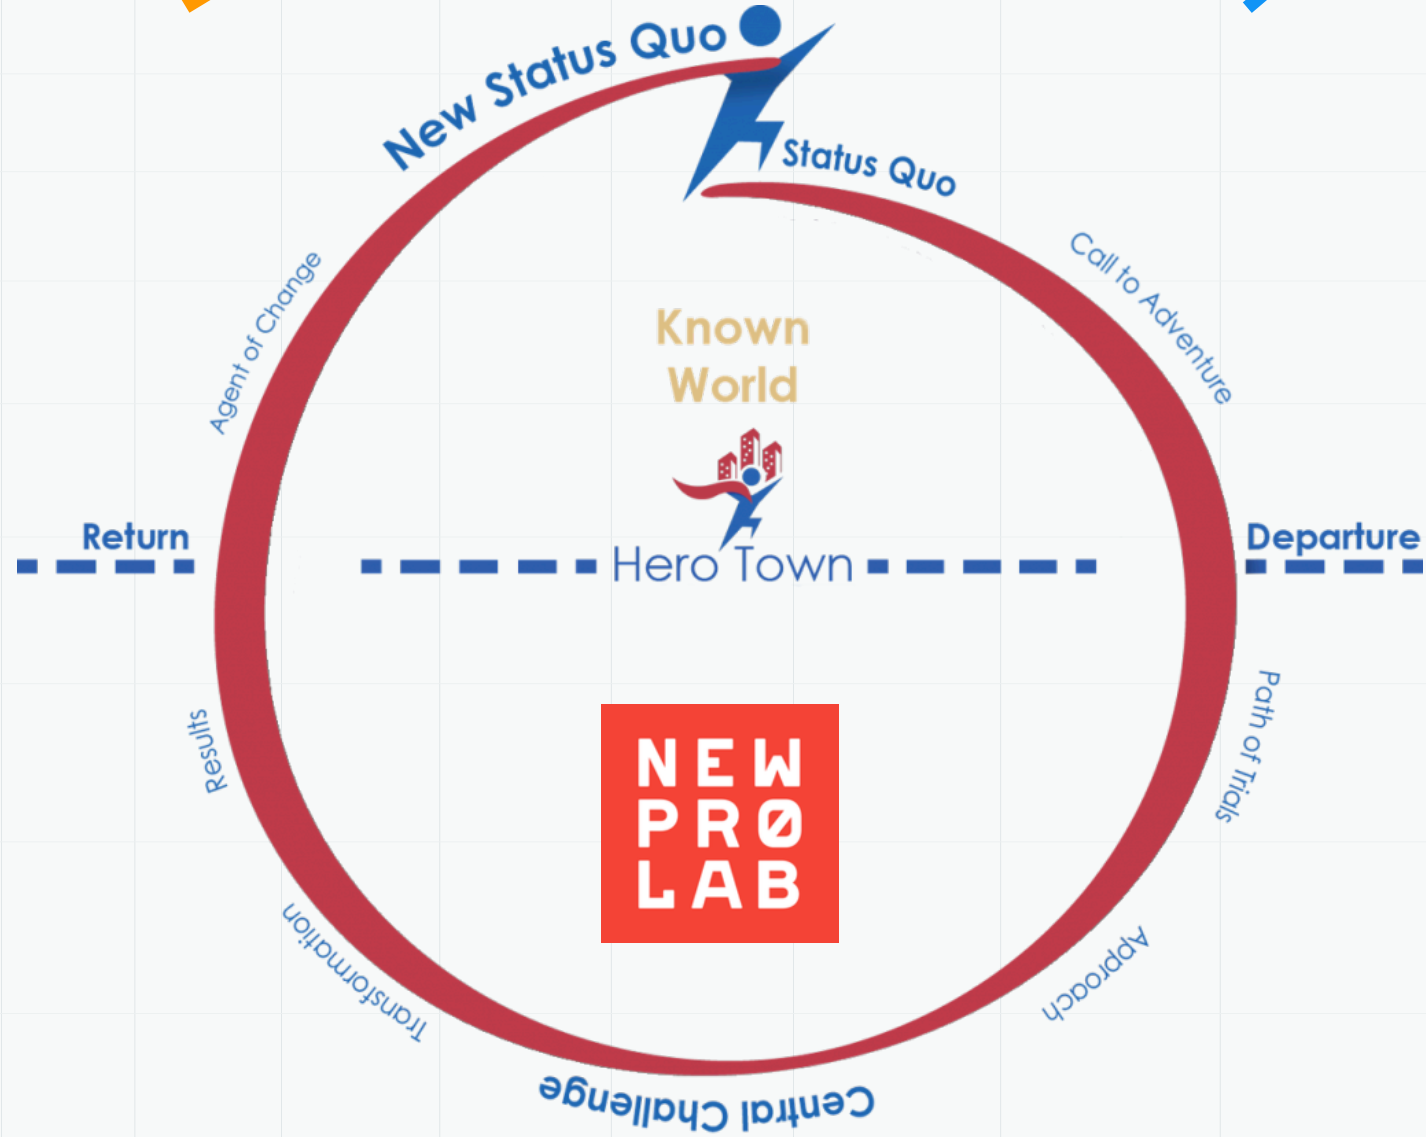 New Status Quo
Status Quo
Call to Adventure
Agent of Change
Known
World
Return
Departure
Hero Town
Path of Trials
Results
NEW
PRØ
LAB
Approach
Transformation
Central Challenge